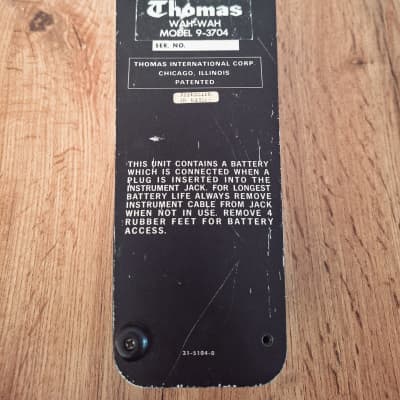 Thomas
WAH-WAH
MODEL 9-3704
SER. NO.
THOMAS INTERNATIONAL CORP
CHICAGO, ILLINOIS
PATENTED
THIS UNIT CONTAINS A BATTERY
WHICH IS CONNECTED WHEN A
PLUG IS INSERTED INTO THE
INSTRUMENT JACK. FOR LONGEST
BATTERY LIFE ALWAYS REMOVE
INSTRUMENT CABLE FROM JACK
WHEN NOT IN USE. REMOVE 4
RUBBER FEET FOR BATTERY
ACCESS.
21-5104-0